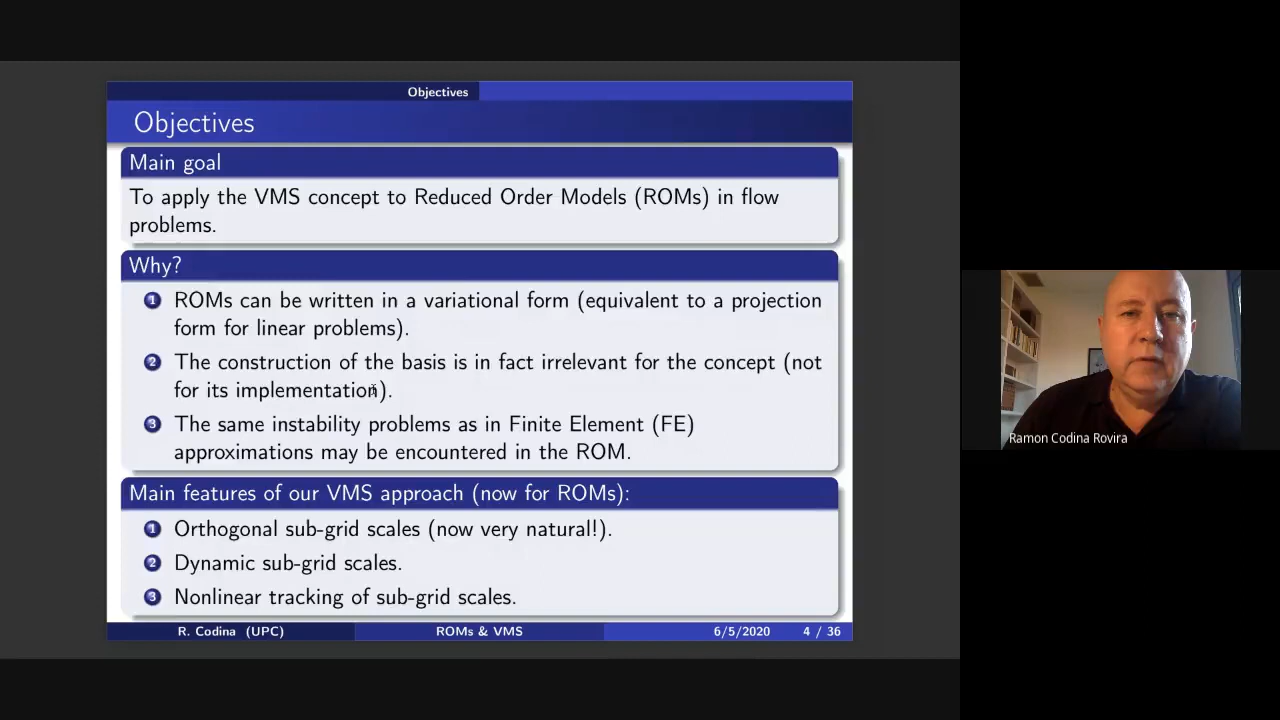 Objectives
Objectives
Main goal
To apply the VMS concept to Reduced Order Models (ROMs) in flow
problems.
Why?
1 ROMs can be written in a variational form (equivalent to a projection
form for linear problems).
2 The construction of the basis is in fact irrelevant for the concept (not
for its implementation).
3 The same instability problems as in Finite Element (FE)
approximations may be encountered in the ROM.
Main features of our VMS approach (now for ROMs):
1 Orthogonal sub-grid scales (now very natural!).
2 Dynamic sub-grid scales.
3 Nonlinear tracking of sub-grid scales.
R. Codina (UPC) ROMs & VMS 6/5/2020 4 / 36
Ramon Codina Rovira